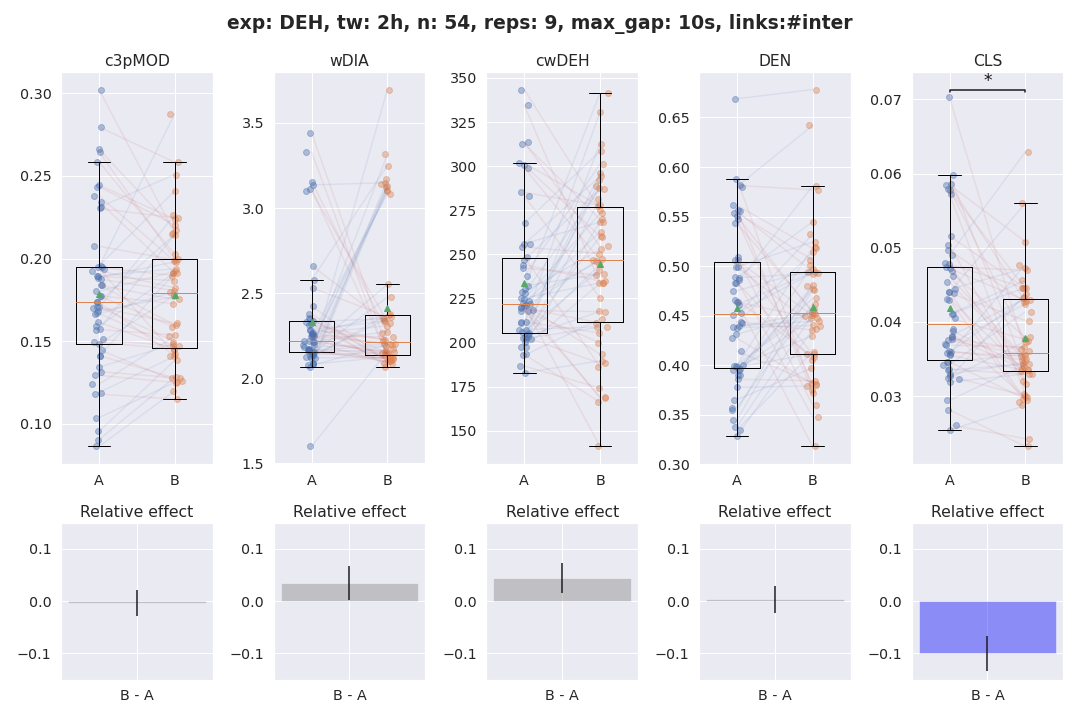 exp: DEH, tw: 2h, n: 54, reps: 9, max_gap: 10s, links:#inter
c3pMOD
wDIA
cwDEH
DEN
CLS
*
0.30
0.25
0.20
0.15
0.10
3.5
3.0
2.5
2.0
1.5
350
325
300
275
250
225
200
175
150
0.65
0.60
0.55
0.50
0.45
0.40
0.35
0.30
0.07
0.06
0.05
0.04
0.03
A B
A B
A B
A B
A B
Relative effect
Relative effect
Relative effect
Relative effect
Relative effect
0.1
0.0
−0.1
0.1
0.0
−0.1
0.1
0.0
−0.1
0.1
0.0
−0.1
0.1
0.0
−0.1
B - A
B - A
B - A
B - A
B - A